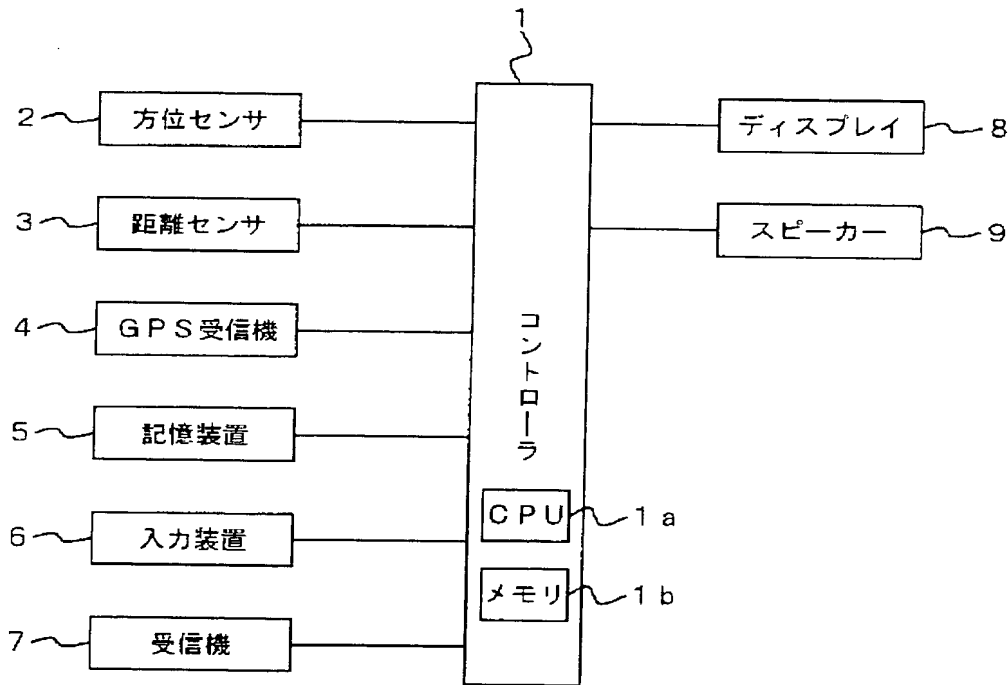 1
2 方位センサ
3 距離センサ
4 GPS受信機
5 記憶装置
6 入力装置
7 受信機
コントローラ
CPU 1a
メモリ 1b
ディスプレイ 8
スピーカー 9